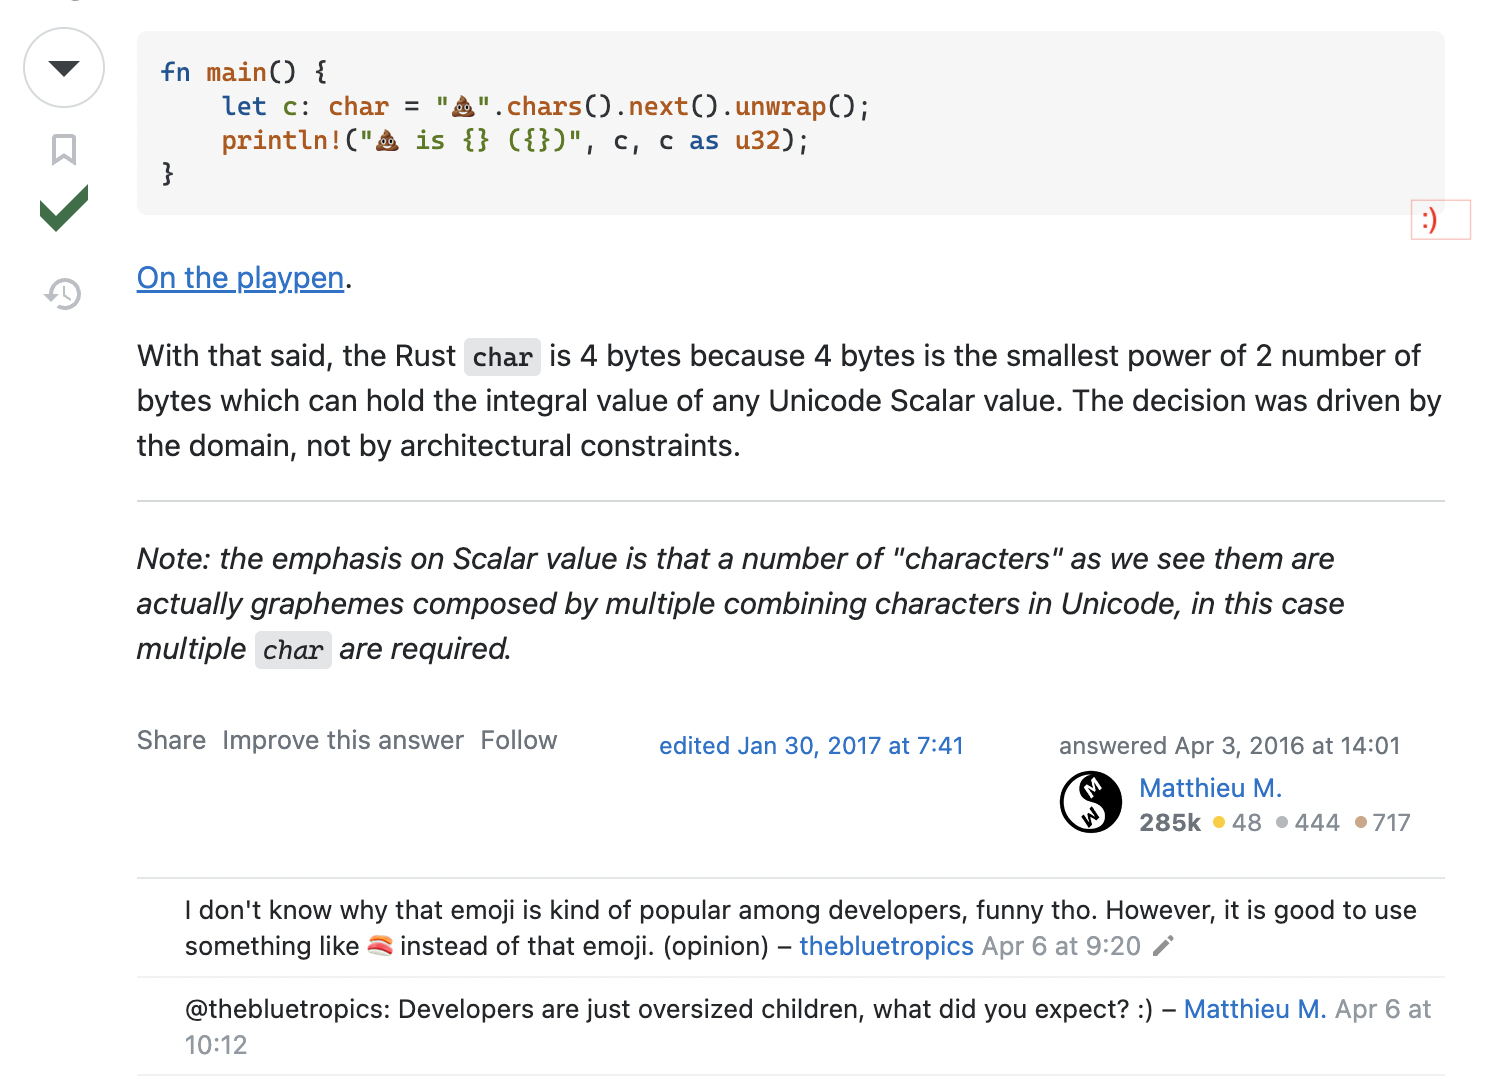 fn main() {
    let c: char = "💩".chars().next().unwrap();
    println!("💩 is {} ({})", c, c as u32);
}
:)
On the playpen.
With that said, the Rust char is 4 bytes because 4 bytes is the smallest power of 2 number of
bytes which can hold the integral value of any Unicode Scalar value. The decision was driven by
the domain, not by architectural constraints.
Note: the emphasis on Scalar value is that a number of "characters" as we see them are
actually graphemes composed by multiple combining characters in Unicode, in this case
multiple char are required.
Share Improve this answer Follow
edited Jan 30, 2017 at 7:41
answered Apr 3, 2016 at 14:01
M M
Matthieu M.
285k 48 444 717
I don't know why that emoji is kind of popular among developers, funny tho. However, it is good to use
something like 🍣 instead of that emoji. (opinion) – thebluetropics Apr 6 at 9:20
@thebluetropics: Developers are just oversized children, what did you expect? :) – Matthieu M. Apr 6 at
10:12